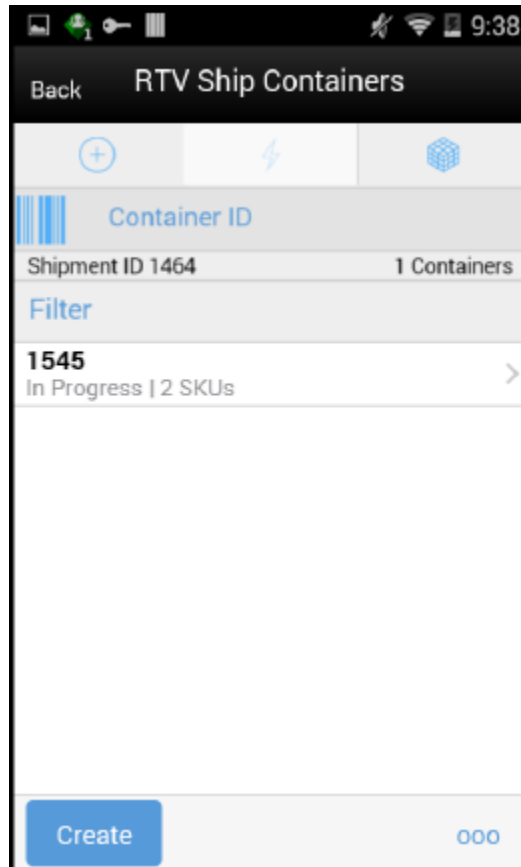 1
9:38
Back
RTV Ship Containers
Container ID
Shipment ID 1464
1 Containers
Filter
1545
In Progress | 2 SKUs
Create
ooo